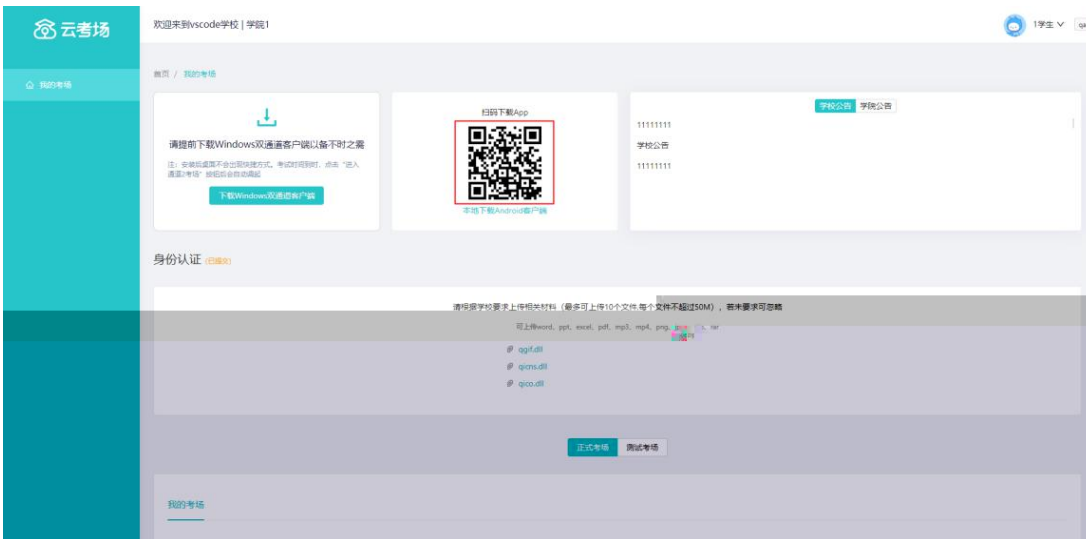 云考场
欢迎来到vscode学校 | 学院1
1学生
我的考场
首页 / 我的考场
请提前下载Windows双通道客户端以备不时之需
注：安装后桌面不会出现快捷方式，考试时间到时，点击“进入
通道2考场”按钮后会自动调起
下载Windows双通道客户端
扫码下载App
本地下载Android客户端
学校公告 学院公告
11111111
学校公告
11111111
身份认证 (已提交)
请根据学校要求上传相关材料（最多可上传10个文件,每个文件不超过50M），若未要求可忽略
可上传word, ppt, excel, pdf, mp3, mp4, png,
qgif.dll
qicns.dll
qico.dll
正式考场 测试考场
我的考场